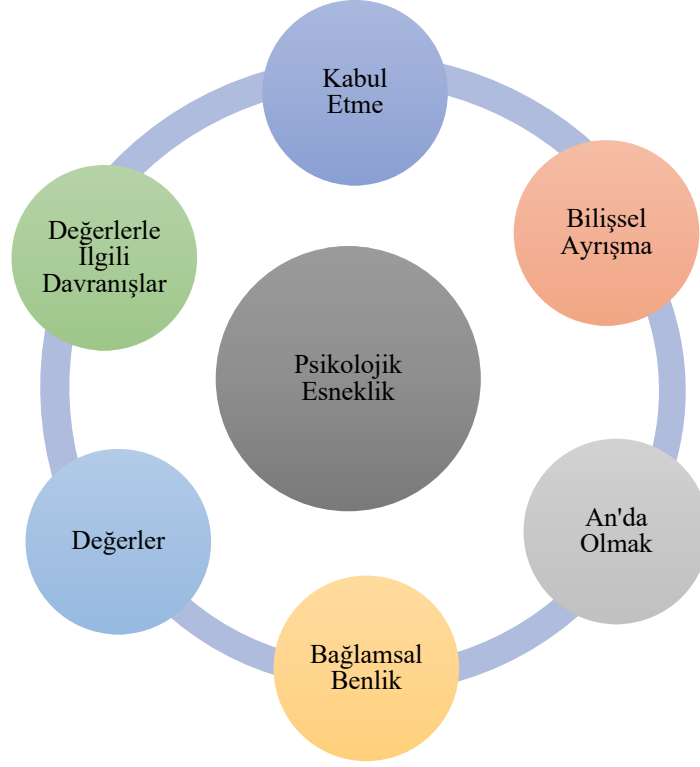 Kabul
Etme
Bilişsel
Ayrışma
An'da
Olmak
Bağlamsal
Benlik
Değerler
Değerlerle
İlgili
Davranışlar
Psikolojik
Esneklik